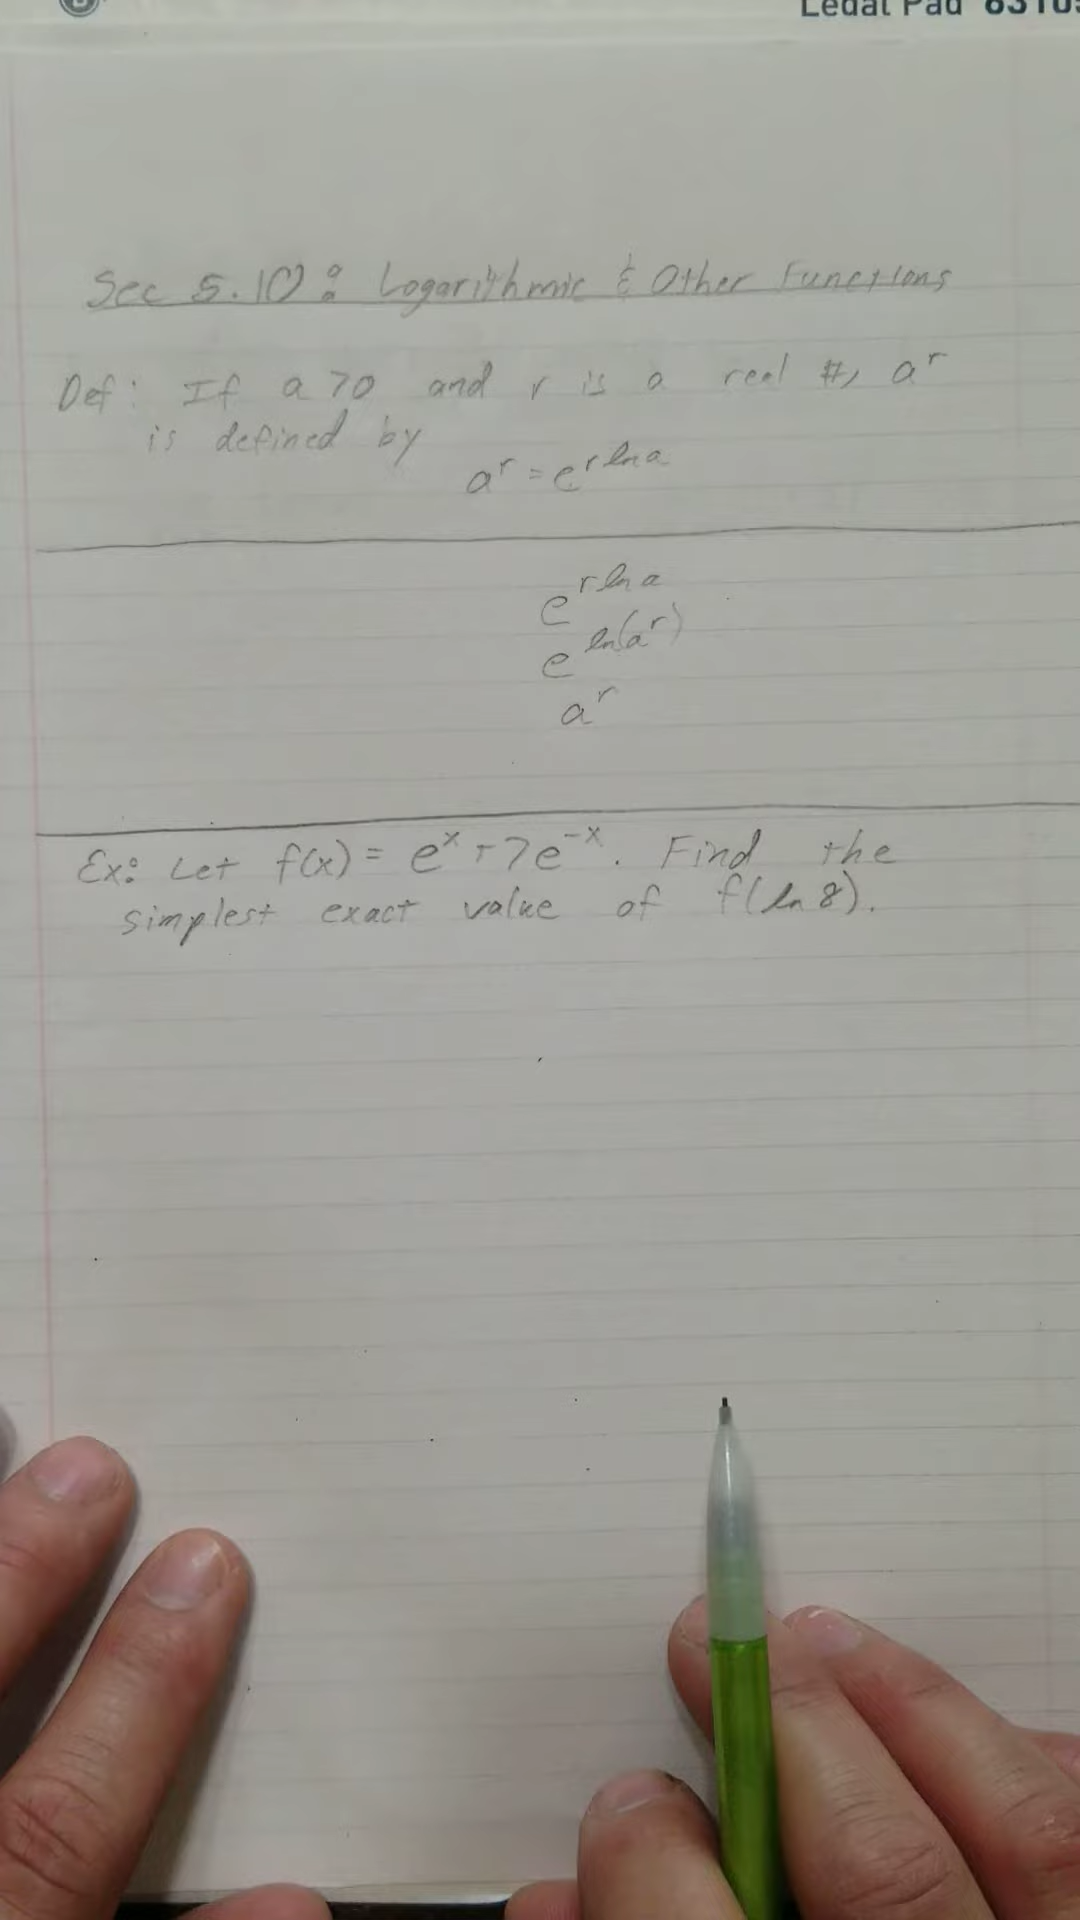 Legal Pad
Sec 5.10: Logarithmic & Other Functions
Def: If a > 0 and r is a real #, a^r
is defined by
a^r = e^{r ln a}
e^{r ln a}
e^{ln(a^r)}
a^r
Ex: Let f(x) = e^x + 7e^{-x}. Find the
simplest exact value of f(ln 8).